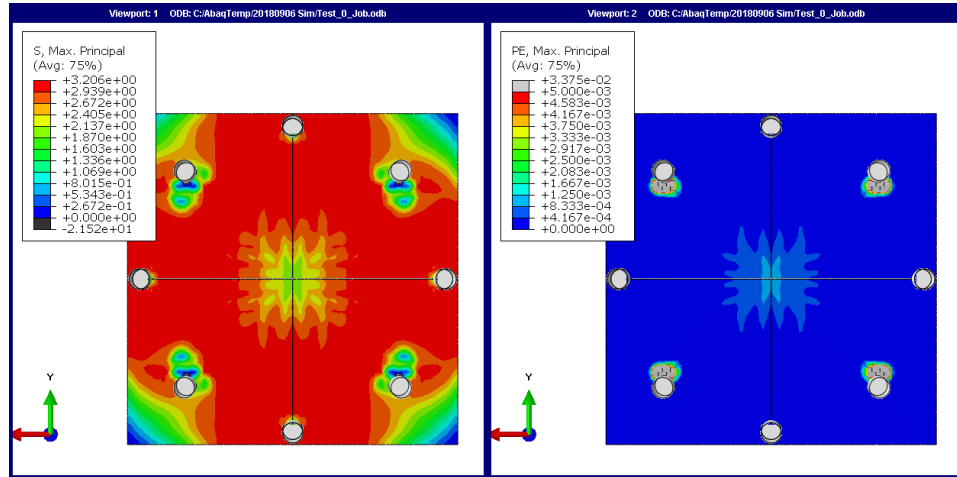 Viewport: 1 ODB: C:/AbaqTemp/20180906 Sim/Test_0_Job.odb
S, Max. Principal
(Avg: 75%)
+3.206e+00
+2.939e+00
+2.672e+00
+2.405e+00
+2.137e+00
+1.870e+00
+1.603e+00
+1.336e+00
+1.069e+00
+8.015e-01
+5.343e-01
+2.672e-01
+0.000e+00
-2.152e+01
Y
Viewport: 2 ODB: C:/AbaqTemp/20180906 Sim/Test_0_Job.odb
PE, Max. Principal
(Avg: 75%)
+3.375e-02
+5.000e-03
+4.583e-03
+4.167e-03
+3.750e-03
+3.333e-03
+2.917e-03
+2.500e-03
+2.083e-03
+1.667e-03
+1.250e-03
+8.333e-04
+4.167e-04
+0.000e+00
Y